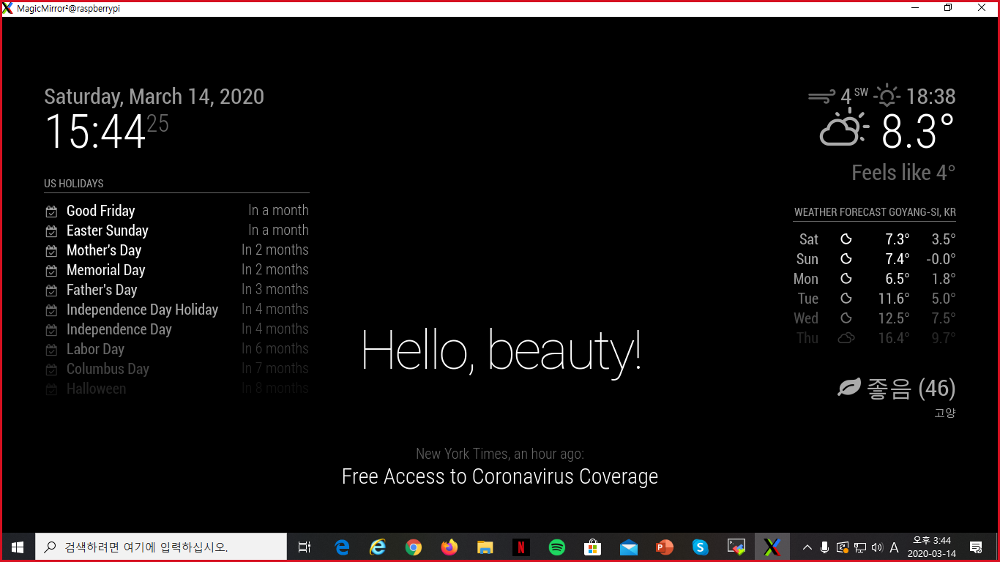 MagicMirror²@raspberrypi
Saturday, March 14, 2020
15:44 25
US HOLIDAYS
Good Friday In a month
Easter Sunday In a month
Mother's Day In 2 months
Memorial Day In 2 months
Father's Day In 3 months
Independence Day Holiday In 4 months
Independence Day In 4 months
Labor Day In 6 months
Columbus Day In 7 months
Halloween In 8 months
4 SW 18:38
8.3°
Feels like 4°
WEATHER FORECAST GOYANG-SI, KR
Sat 7.3° 3.5°
Sun 7.4° -0.0°
Mon 6.5° 1.8°
Tue 11.6° 5.0°
Wed 12.5° 7.5°
Thu 16.4° 9.7°
좋음 (46)
고양
Hello, beauty!
New York Times, an hour ago:
Free Access to Coronavirus Coverage
검색하려면 여기에 입력하십시오.
A
오후 3:44
2020-03-14